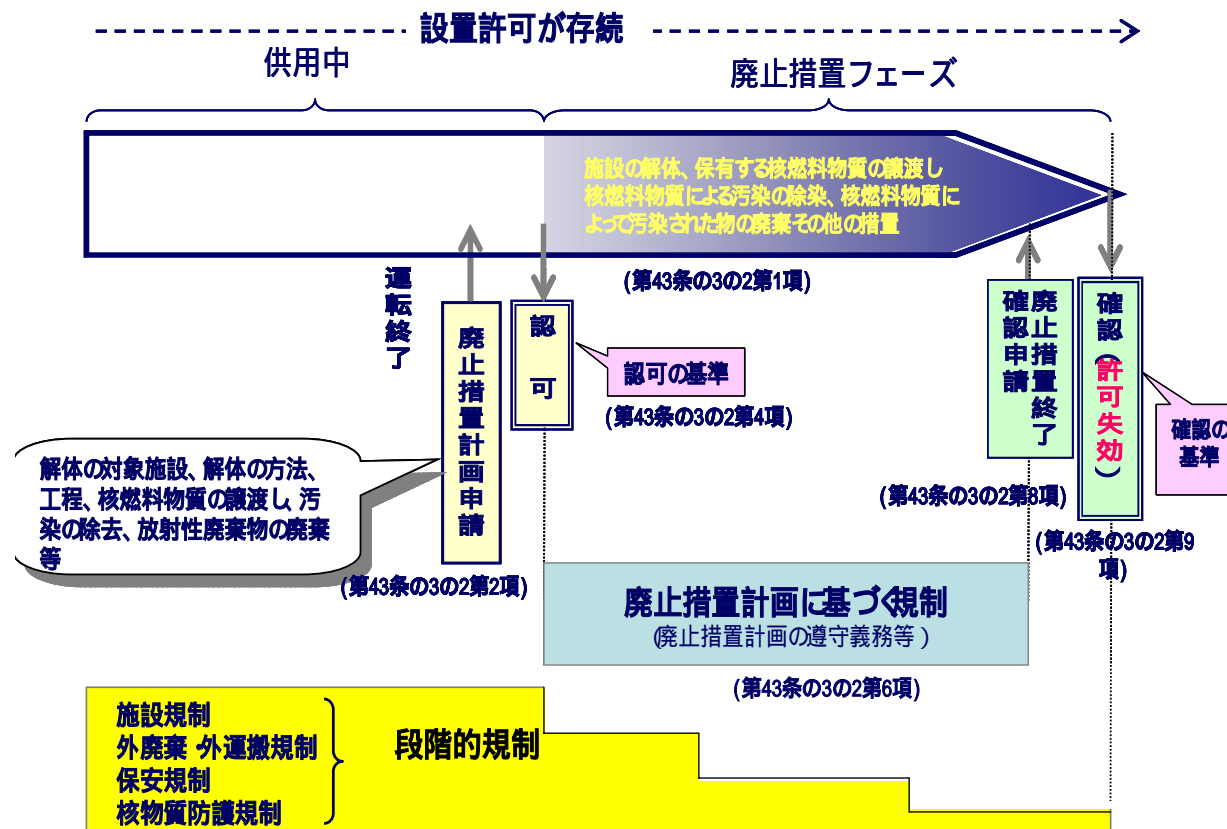 設置許可が存続
供用中
廃止措置フェーズ
施設の解体、保有する核燃料物質の譲渡し
核燃料物質による汚染の除染、核燃料物質に
よって汚染された物の廃棄その他の措置
(第43条の3の2第1項)
運転終了
廃止措置計画申請
認可
認可の基準
(第43条の3の2第4項)
廃止措置終了
確認申請
確認(許可失効)
確認の
基準
解体の対象施設、解体の方法、
工程、核燃料物質の譲渡し、汚
染の除去、放射性廃棄物の廃棄
等
(第43条の3の2第2項)
(第43条の3の2第8項)
(第43条の3の2第9
項)
廃止措置計画に基づく規制
(廃止措置計画の遵守義務等)
(第43条の3の2第6項)
施設規制
外廃棄・外運搬規制
保安規制
核物質防護規制
段階的規制